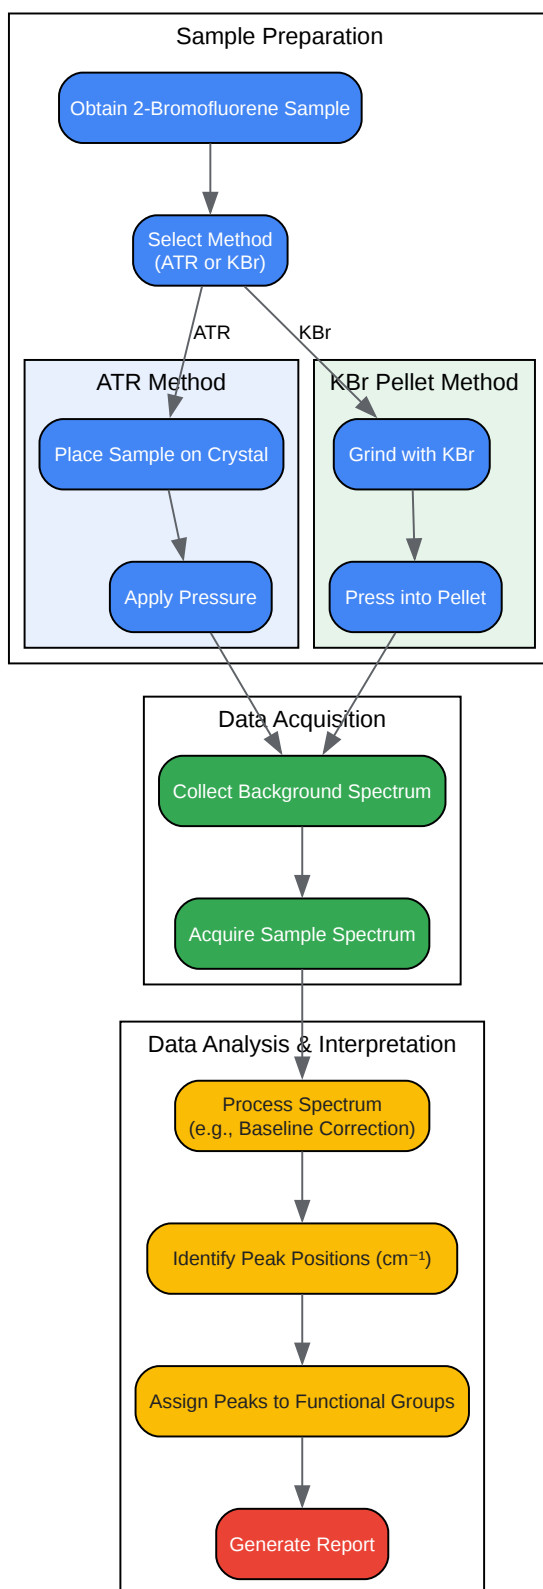 Sample Preparation
Obtain 2-Bromofluorene Sample
Select Method
(ATR or KBr)
ATR
KBr
ATR Method
KBr Pellet Method
Place Sample on Crystal
Grind with KBr
Apply Pressure
Press into Pellet
Data Acquisition
Collect Background Spectrum
Acquire Sample Spectrum
Data Analysis & Interpretation
Process Spectrum
(e.g., Baseline Correction)
Identify Peak Positions (cm⁻¹)
Assign Peaks to Functional Groups
Generate Report